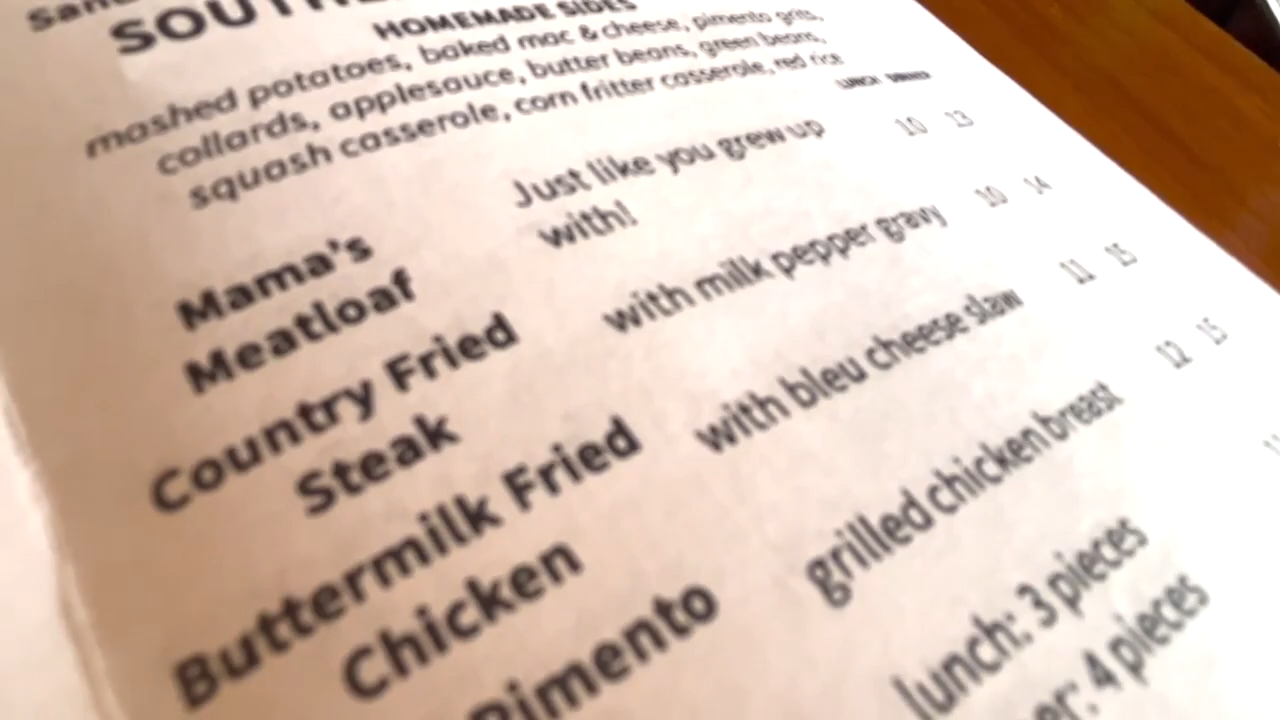 HOMEMADE SIDES
mashed potatoes, baked mac & cheese, pimento grits,
collards, applesauce, butter beans, green beans,
squash casserole, corn fritter casserole, red rice
LUNCH DINNER
Mama's
Meatloaf
Just like you grew up
with!
10 13
Country Fried
Steak
with milk pepper gravy
10 14
Buttermilk Fried
Chicken
with bleu cheese slaw
11 15
Pimento
grilled chicken breast
12 15
lunch: 3 pieces
4 pieces